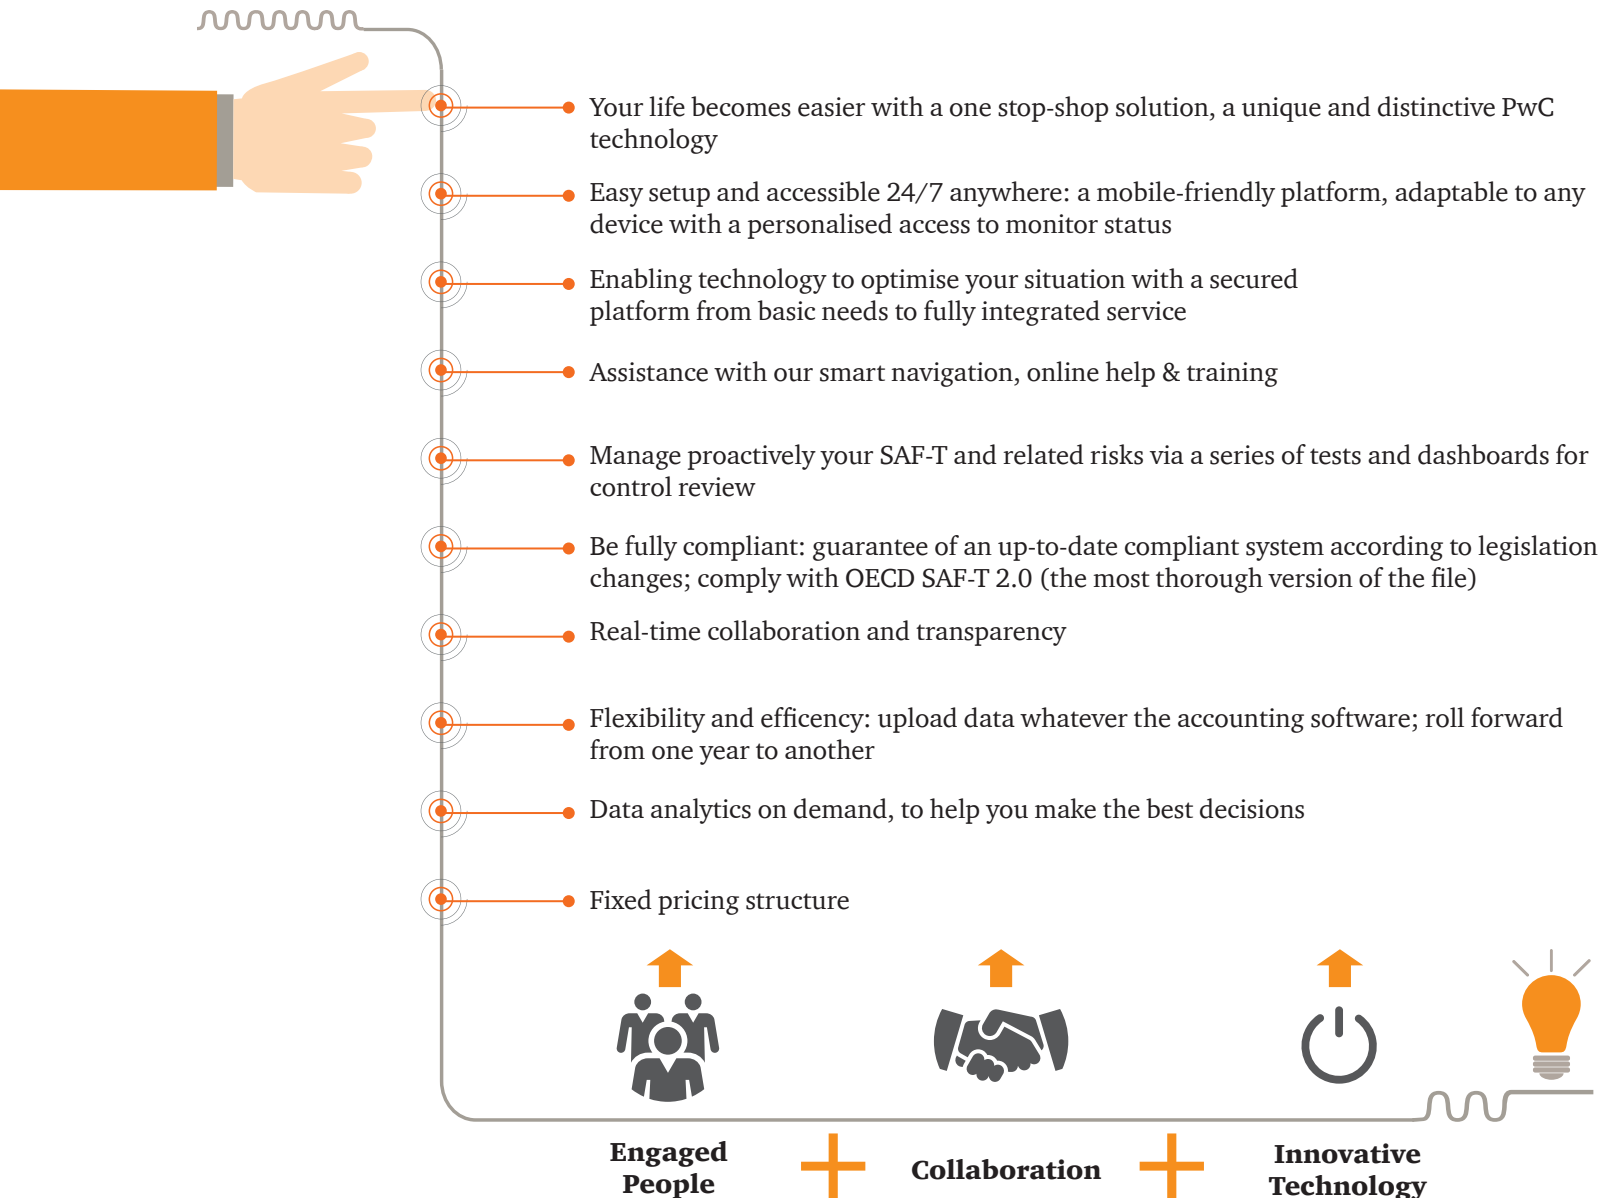 Your life becomes easier with a one stop-shop solution, a unique and distinctive PwC
technology
Easy setup and accessible 24/7 anywhere: a mobile-friendly platform, adaptable to any
device with a personalised access to monitor status
Enabling technology to optimise your situation with a secured
platform from basic needs to fully integrated service
Assistance with our smart navigation, online help & training
Manage proactively your SAF-T and related risks via a series of tests and dashboards for
control review
Be fully compliant: guarantee of an up-to-date compliant system according to legislation
changes; comply with OECD SAF-T 2.0 (the most thorough version of the file)
Real-time collaboration and transparency
Flexibility and efficency: upload data whatever the accounting software; roll forward
from one year to another
Data analytics on demand, to help you make the best decisions
Fixed pricing structure
Engaged
People
Collaboration
Innovative
Technology